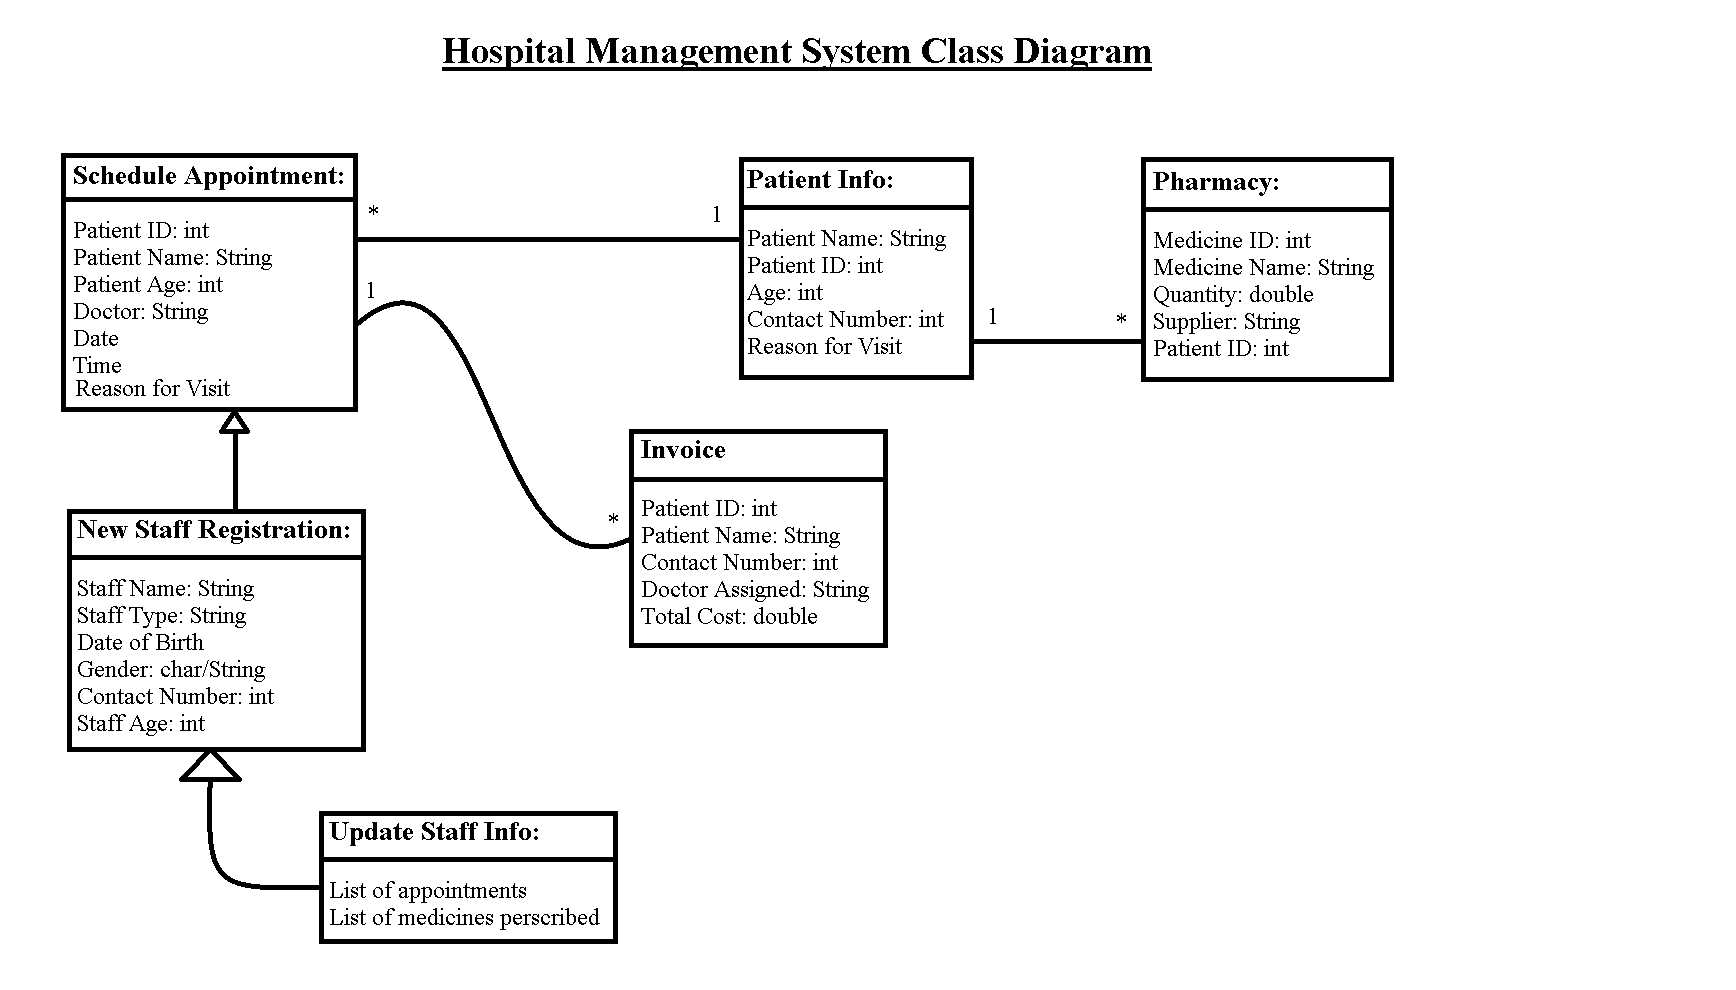 Hospital Management System Class Diagram
Schedule Appointment:
Patient ID: int
Patient Name: String
Patient Age: int
Doctor: String
Date
Time
Reason for Visit
*
1
1
*
Patient Info:
Patient Name: String
Patient ID: int
Age: int
Contact Number: int
Reason for Visit
1
*
Pharmacy:
Medicine ID: int
Medicine Name: String
Quantity: double
Supplier: String
Patient ID: int
Invoice
Patient ID: int
Patient Name: String
Contact Number: int
Doctor Assigned: String
Total Cost: double
New Staff Registration:
Staff Name: String
Staff Type: String
Date of Birth
Gender: char/String
Contact Number: int
Staff Age: int
Update Staff Info:
List of appointments
List of medicines perscribed